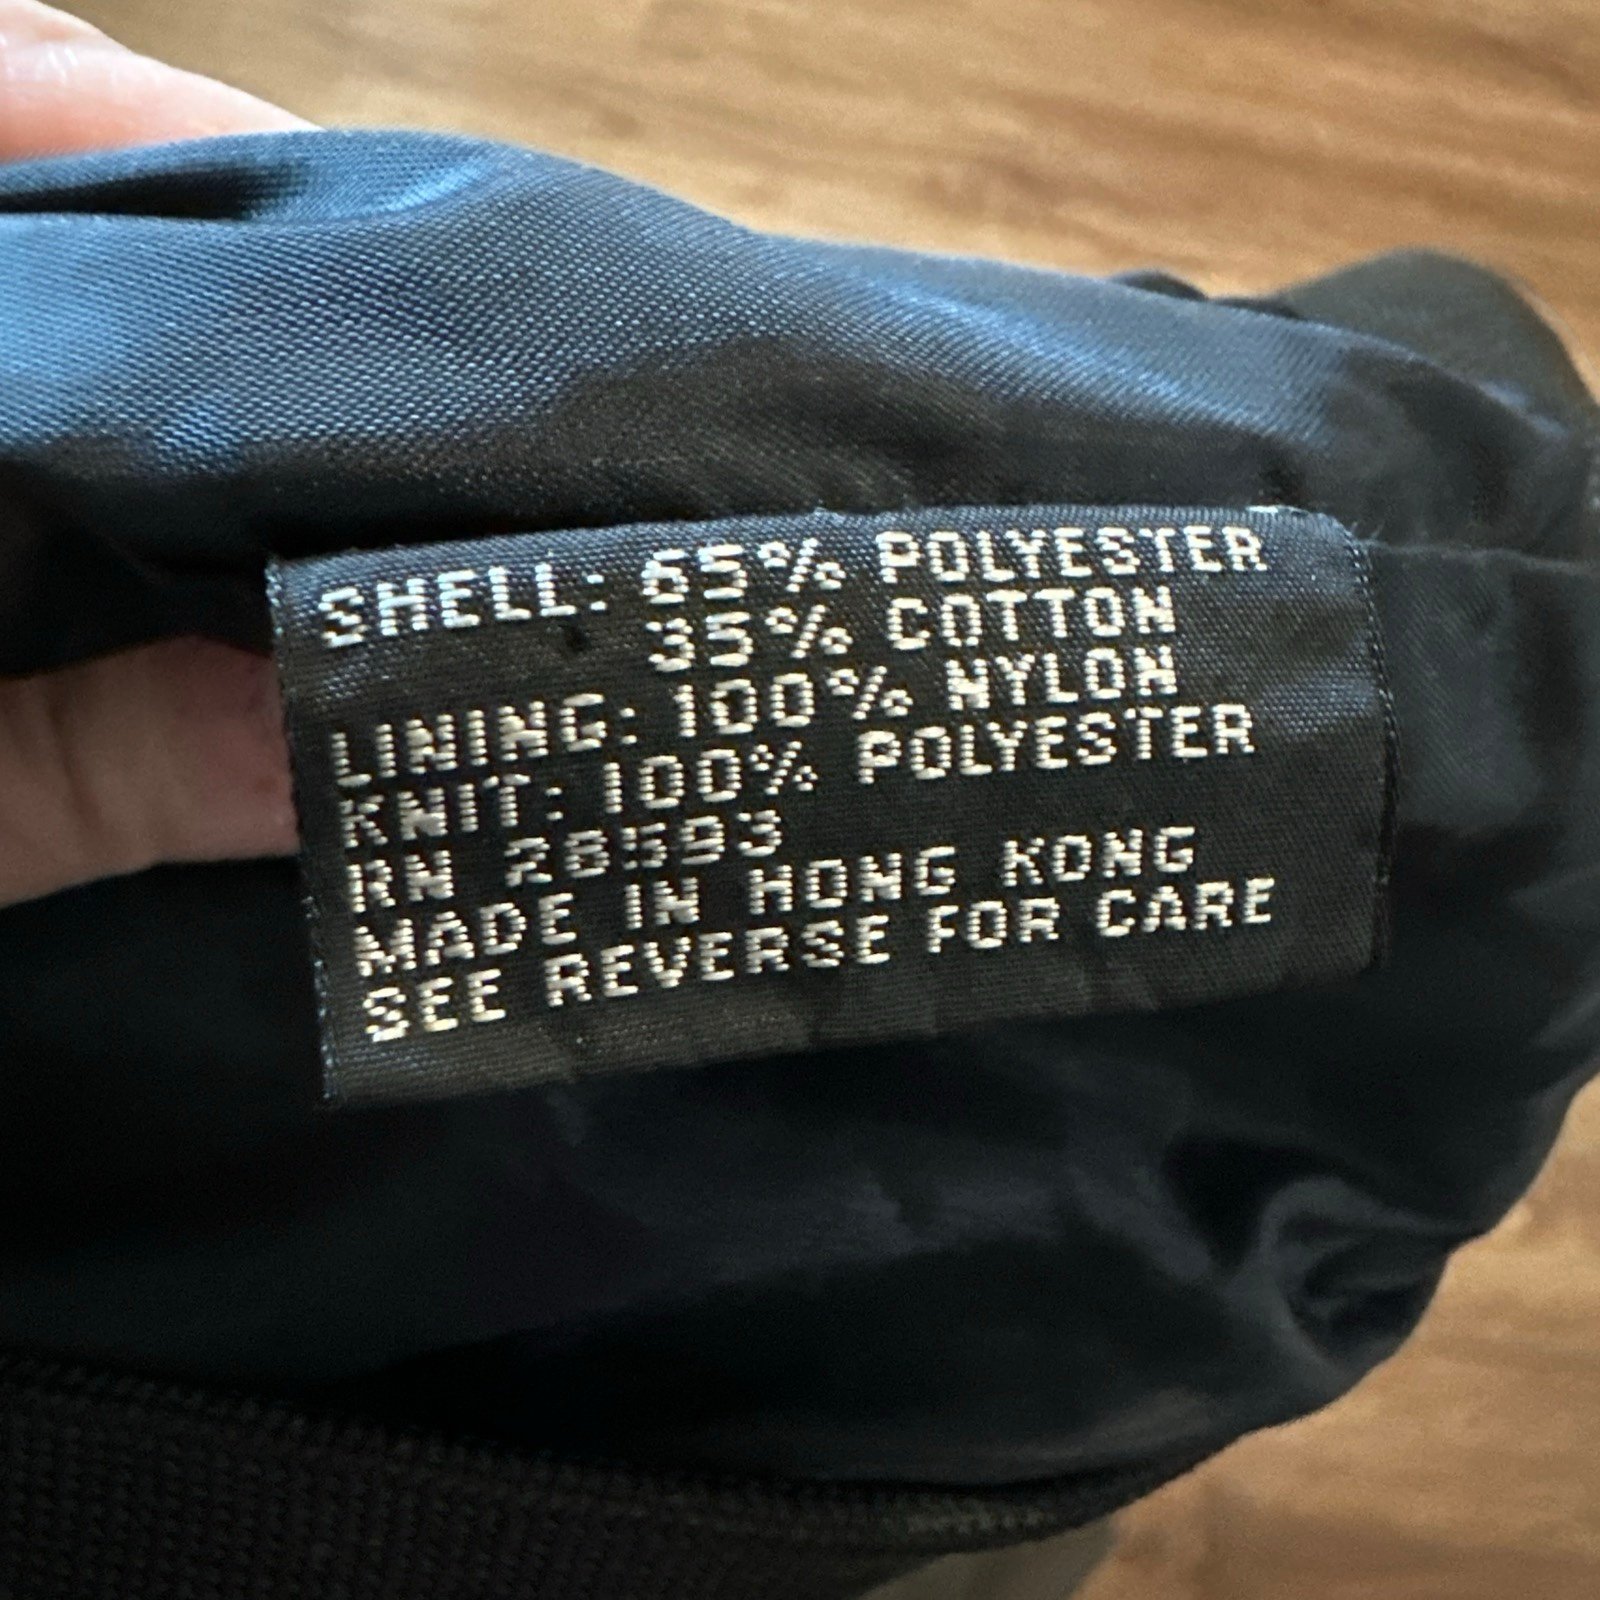 SHELL: 65% POLYESTER
35% COTTON
LINING: 100% NYLON
KNIT: 100% POLYESTER
RN 28593
MADE IN HONG KONG
SEE REVERSE FOR CARE